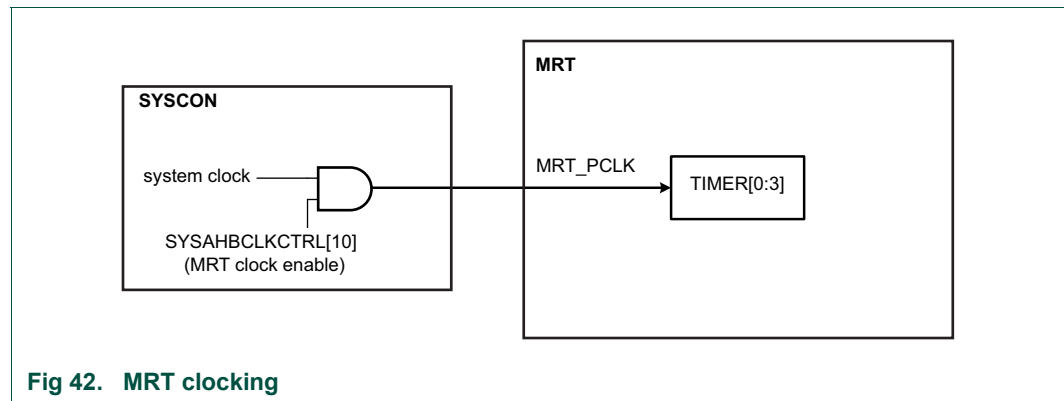 MRT
SYSCON
system clock
MRT_PCLK
TIMER[0:3]
SYSAHBCLKCTRL[10]
(MRT clock enable)
Fig 42. MRT clocking